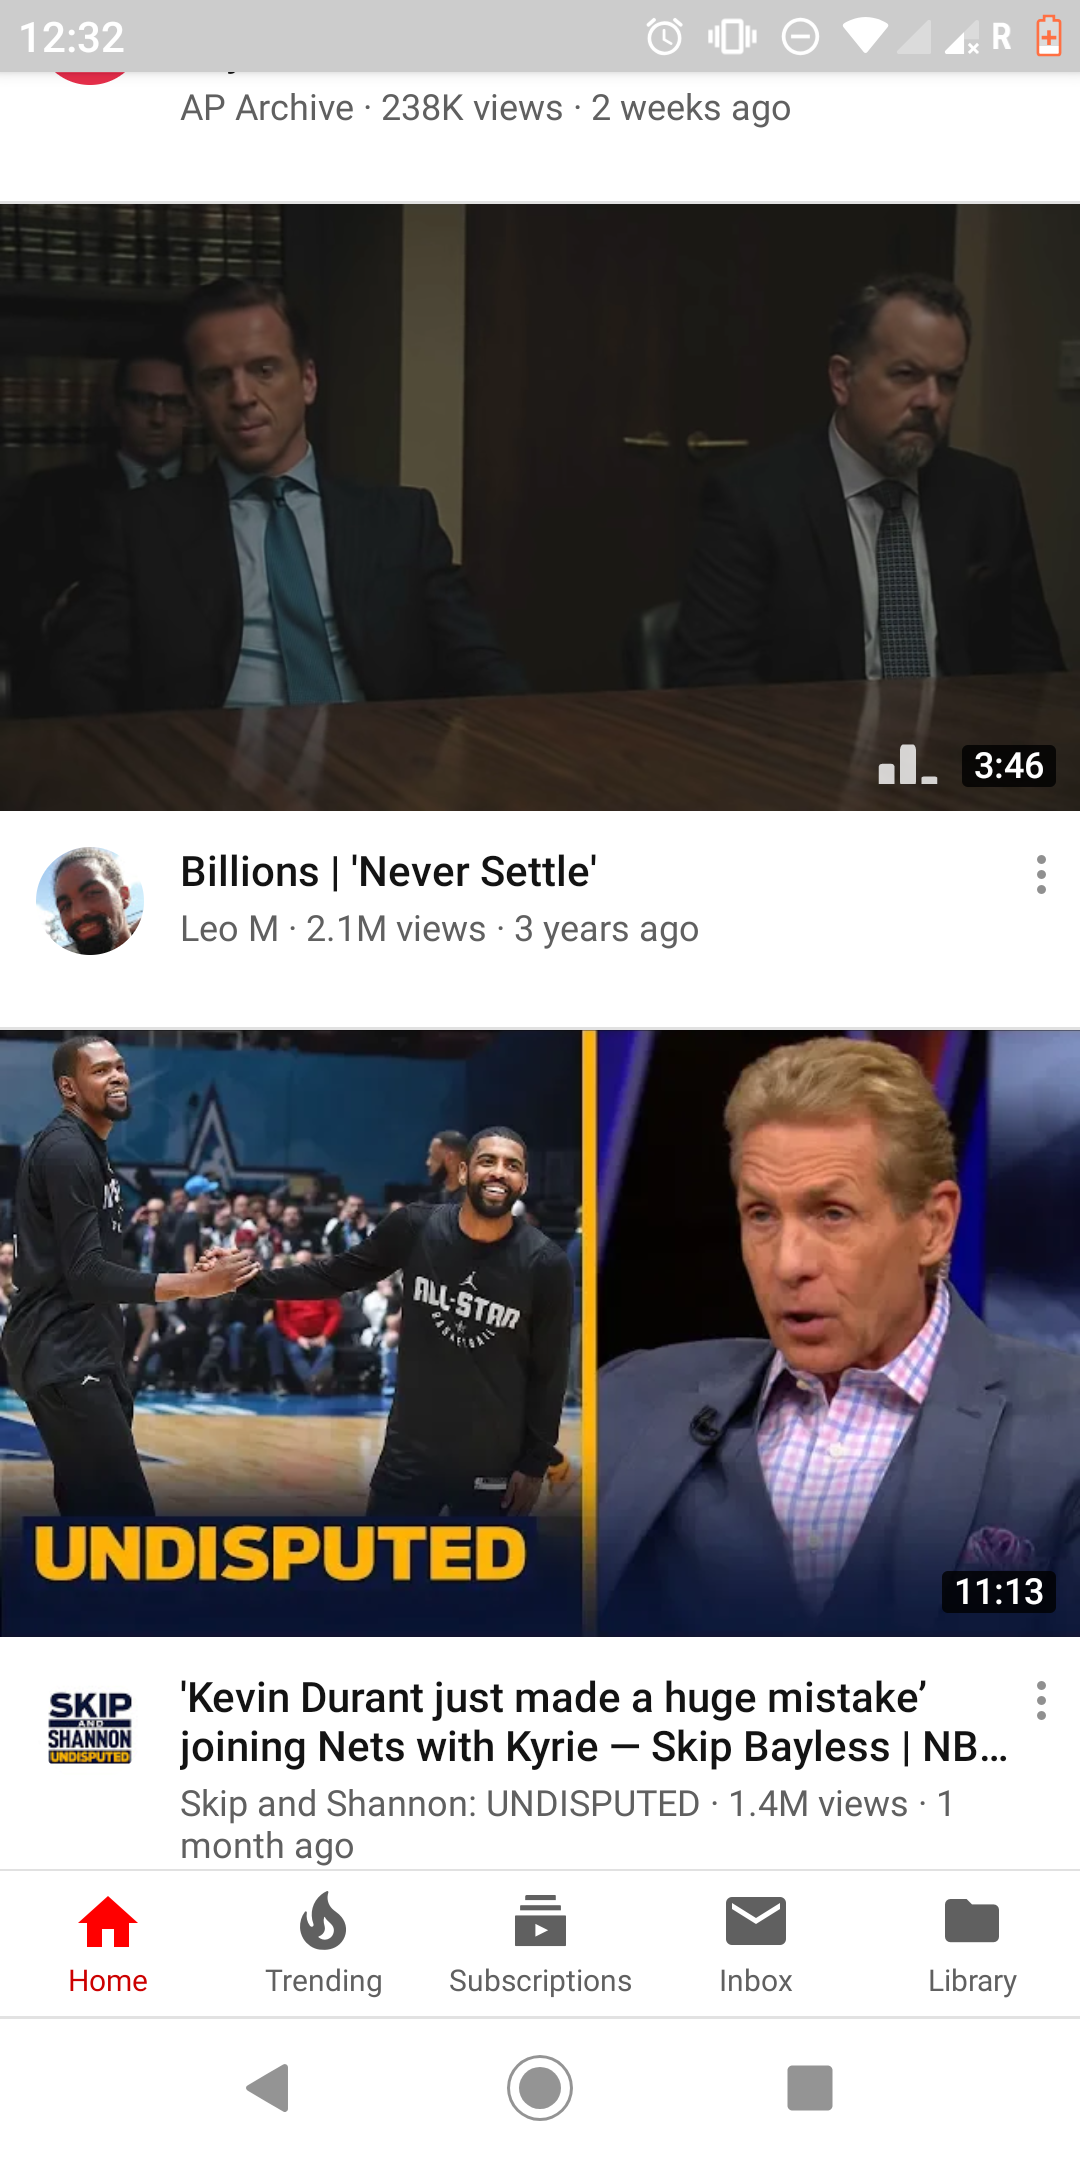 12:32
R
AP Archive · 238K views · 2 weeks ago
3:46
Billions | 'Never Settle'
Leo M · 2.1M views · 3 years ago
ALL-STAR
BASKETBALL
UNDISPUTED
11:13
SKIP
AND
SHANNON
UNDISPUTED
'Kevin Durant just made a huge mistake’
joining Nets with Kyrie — Skip Bayless | NB...
Skip and Shannon: UNDISPUTED · 1.4M views · 1
month ago
Home
Trending
Subscriptions
Inbox
Library